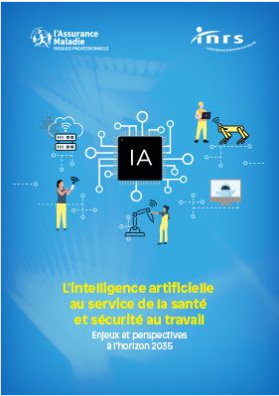 l'Assurance
Maladie
RISQUES PROFESSIONNELS
inrs
IA
L'intelligence artificielle
au service de la santé
et sécurité au travail
Enjeux et perspectives
à l'horizon 2035